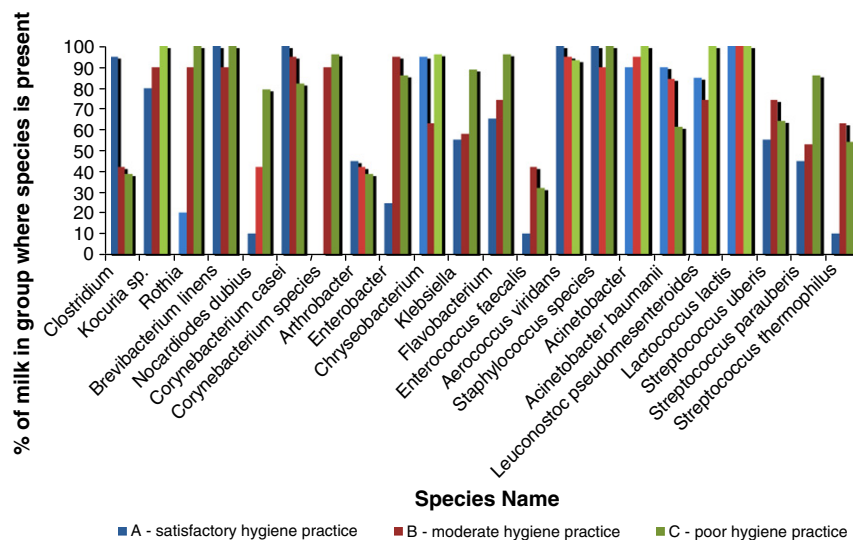 % of milk in group where species is present
100
90
80
70
60
50
40
30
20
10
0
Clostridium
Kocuria sp.
Rothia
Brevibacterium linens
Nocardiodes dubius
Corynebacterium casei
Corynebacterium species
Arthrobacter
Enterobacter
Chryseobacterium
Klebsiella
Flavobacterium
Enterococcus faecalis
Aerococcus viridans
Staphylococcus species
Acinetobacter
Acinetobacter baumanii
Leuconostoc pseudomesenteroides
Lactococcus lactis
Streptococcus uberis
Streptococcus parauberis
Streptococcus thermophilus
Species Name
A - satisfactory hygiene practice
B - moderate hygiene practice
C - poor hygiene practice